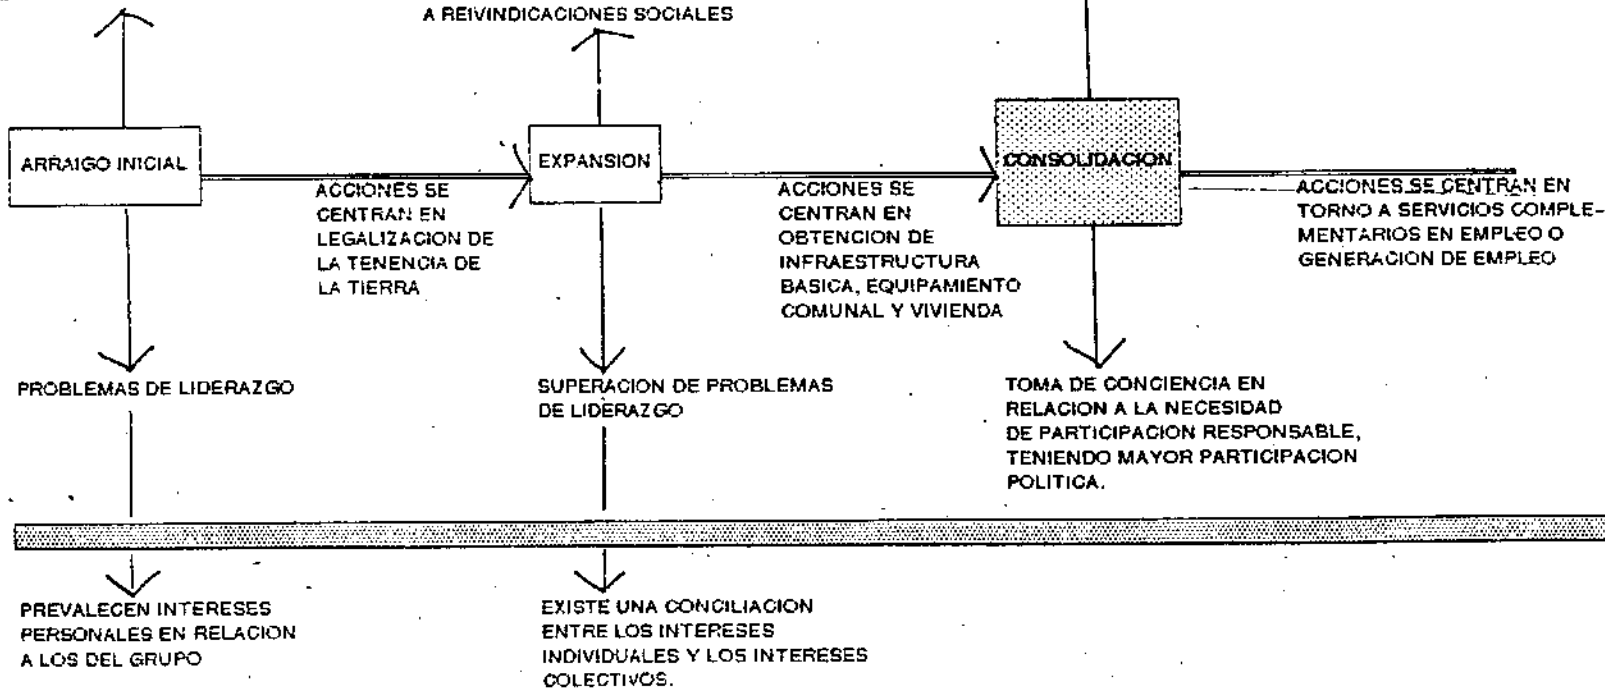 A REIVINDICACIONES SOCIALES
ARRAIGO INICIAL
EXPANSION
CONSOLIDACION
ACCIONES SE
CENTRAN EN
LEGALIZACION DE
LA TENENCIA DE
LA TIERRA
ACCIONES SE
CENTRAN EN
OBTENCION DE
INFRAESTRUCTURA
BASICA, EQUIPAMIENTO
COMUNAL Y VIVIENDA
ACCIONES SE CENTRAN EN
TORNO A SERVICIOS COMPLE-
MENTARIOS EN EMPLEO O
GENERACION DE EMPLEO
PROBLEMAS DE LIDERAZGO
SUPERACION DE PROBLEMAS
DE LIDERAZGO
TOMA DE CONCIENCIA EN
RELACION A LA NECESIDAD
DE PARTICIPACION RESPONSABLE,
TENIENDO MAYOR PARTICIPACION
POLITICA.
PREVALECEN INTERESES
PERSONALES EN RELACION
A LOS DEL GRUPO
EXISTE UNA CONCILIACION
ENTRE LOS INTERESES
INDIVIDUALES Y LOS INTERESES
COLECTIVOS.